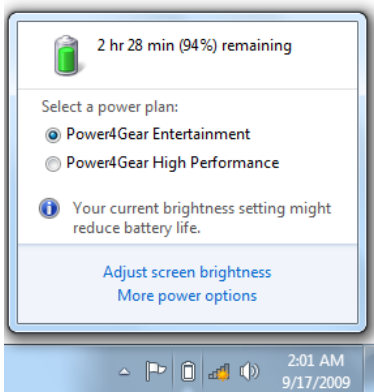 2 hr 28 min (94%) remaining
Select a power plan:
Power4Gear Entertainment
Power4Gear High Performance
Your current brightness setting might
reduce battery life.
Adjust screen brightness
More power options
2:01 AM
9/17/2009